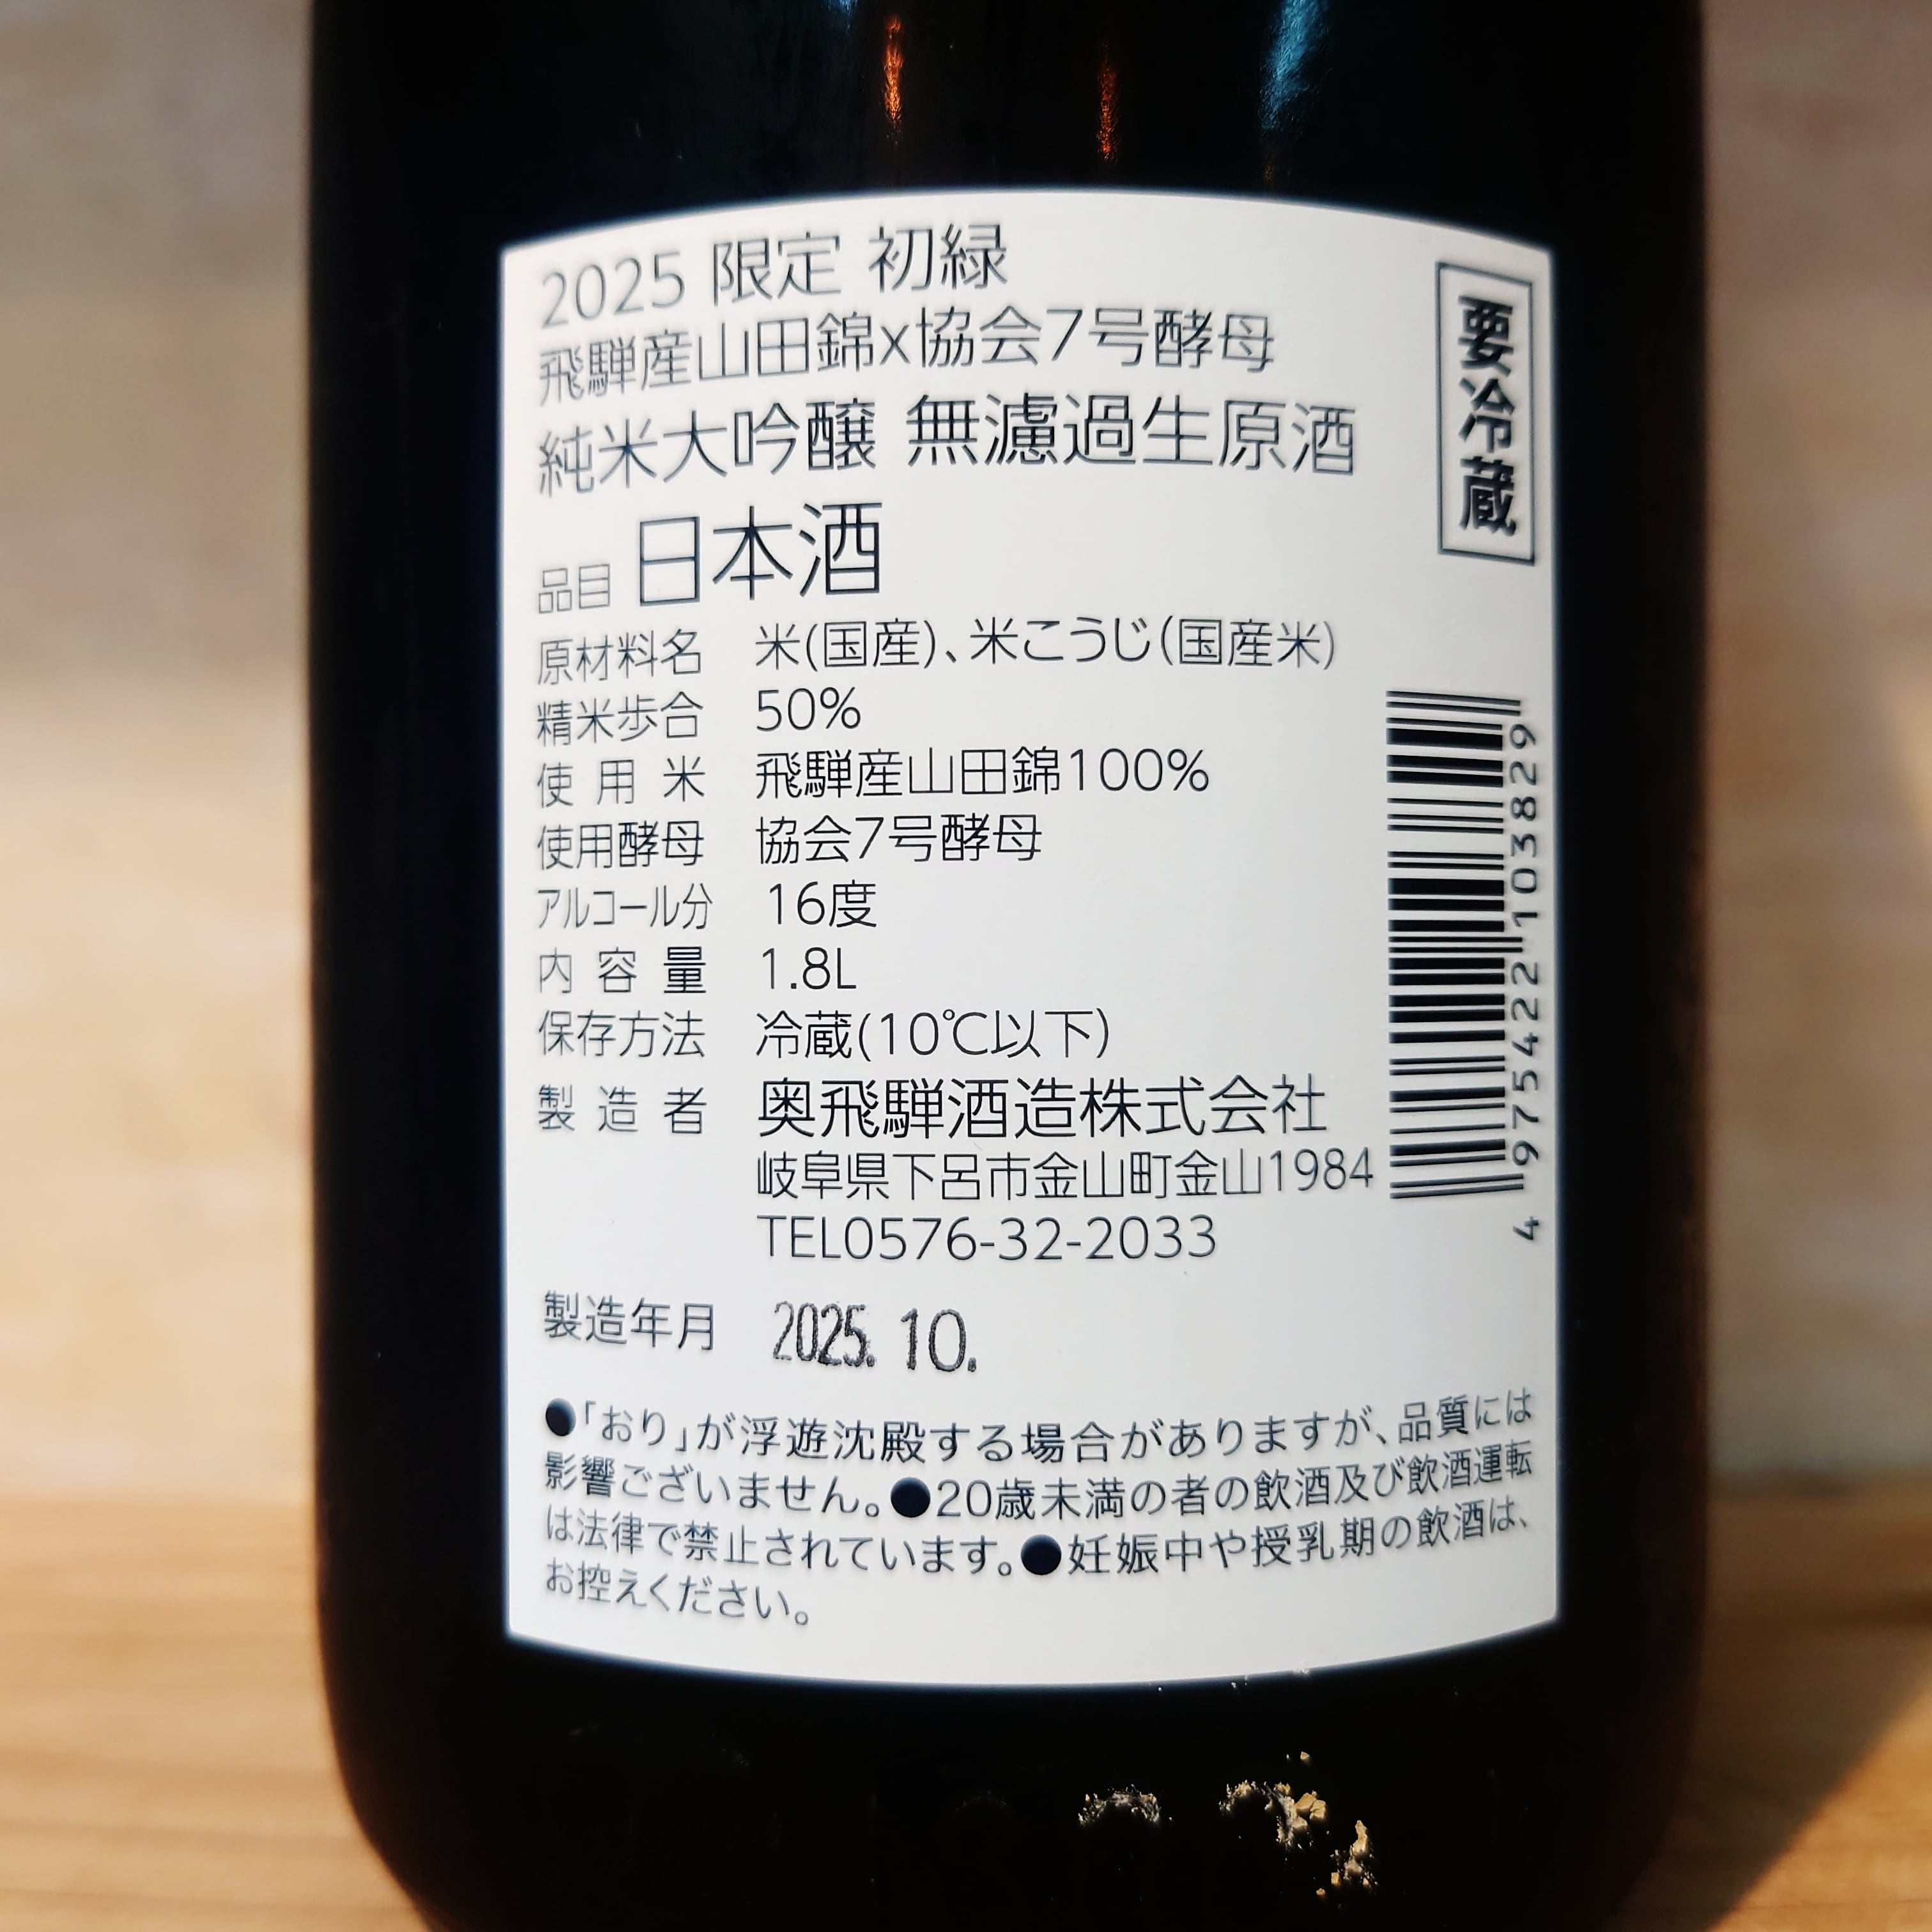 2025 限定 初緑
飛騨産山田錦x協会7号酵母
純米大吟醸 無濾過生原酒
要冷蔵
品目 日本酒
原材料名 米(国産)、米こうじ(国産米)
精米歩合 50%
使用米 飛騨産山田錦100%
使用酵母 協会7号酵母
アルコール分 16度
内容量 1.8L
保存方法 冷蔵(10℃以下)
製造者 奥飛騨酒造株式会社
岐阜県下呂市金山町金山1984
TEL0576-32-2033
製造年月 2025.10.
●「おり」が浮遊沈殿する場合がありますが、品質には
影響ございません。●20歳未満の者の飲酒及び飲酒運転
は法律で禁止されています。●妊娠中や授乳期の飲酒は、
お控えください。
4 975422 103829